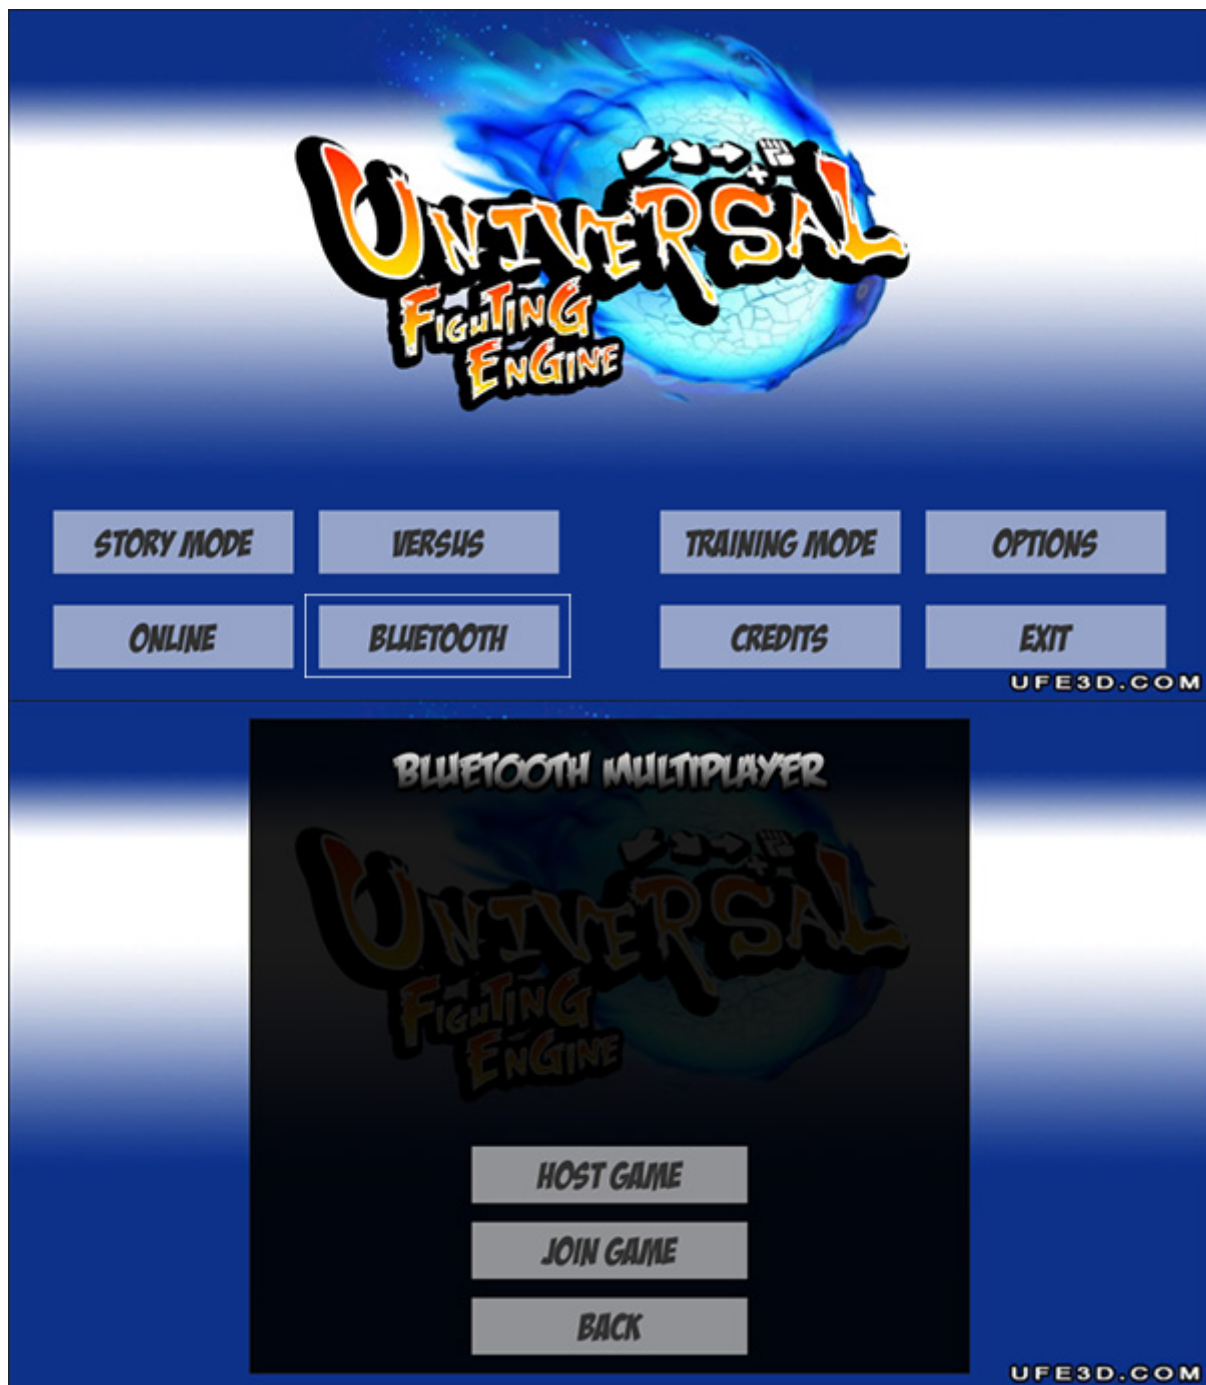 UNIVERSAL
FIGHTING
ENGINE
STORY MODE VERSUS TRAINING MODE OPTIONS
ONLINE BLUETOOTH CREDITS EXIT
UFE3D.COM
BLUETOOTH MULTIPLAYER
UNIVERSAL
FIGHTING
ENGINE
HOST GAME
JOIN GAME
BACK
UFE3D.COM